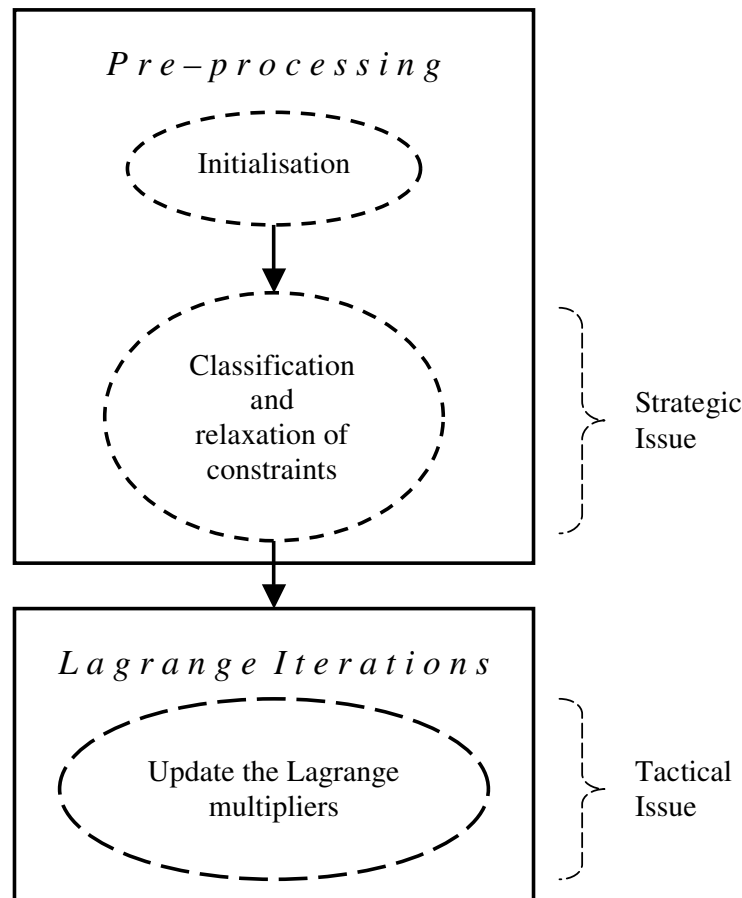 Pre–processing
Initialisation
Classification
and
relaxation of
constraints
Strategic
Issue
Lagrange Iterations
Update the Lagrange
multipliers
Tactical
Issue